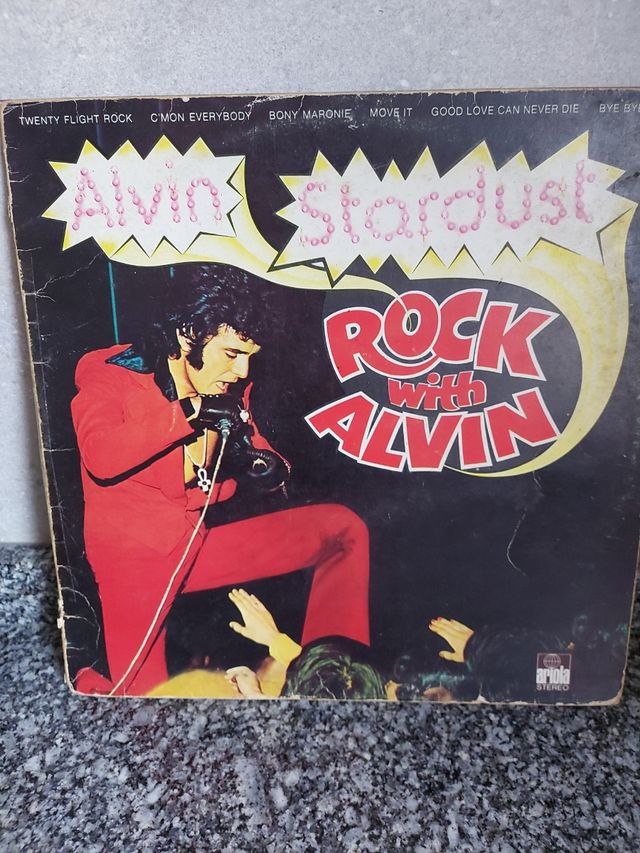 TWENTY FLIGHT ROCK C'MON EVERYBODY BONY MARONIE MOVE IT GOOD LOVE CAN NEVER DIE BYE BYE
Alvin Stardust
ROCK
with
ALVIN
ariola
STEREO